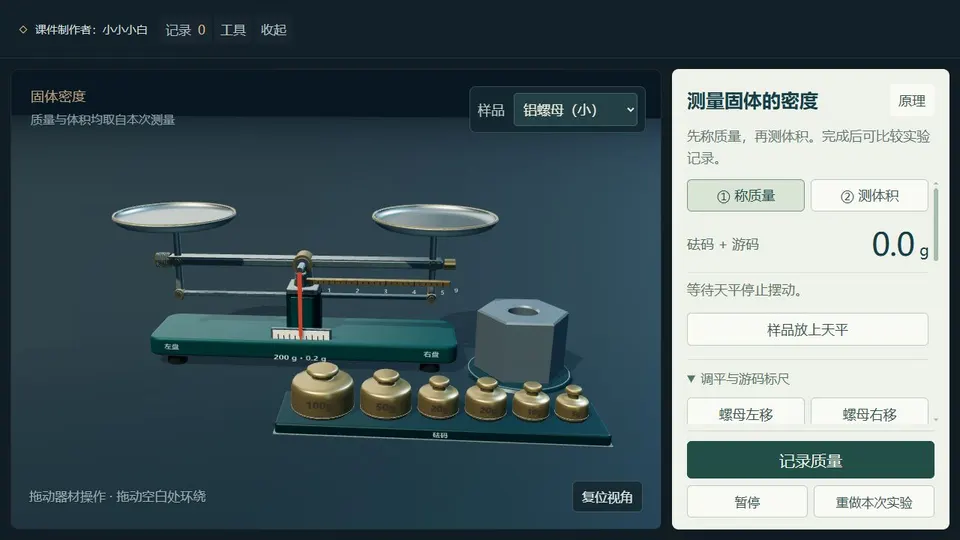 课件制作者：小小小白
记录 0
工具
收起
固体密度
质量与体积均取自本次测量
样品 铝螺母（小）
左盘
右盘
200 g · 0.2 g
1 2 3 4 5 9
100g
砝码
拖动器材操作 · 拖动空白处环绕
复位视角
测量固体的密度
原理
先称质量，再测体积。完成后可比较实验
记录。
① 称质量
② 测体积
砝码 + 游码
0.0 g
等待天平停止摆动。
样品放上天平
▼ 调平与游码标尺
螺母左移
螺母右移
记录质量
暂停
重做本次实验